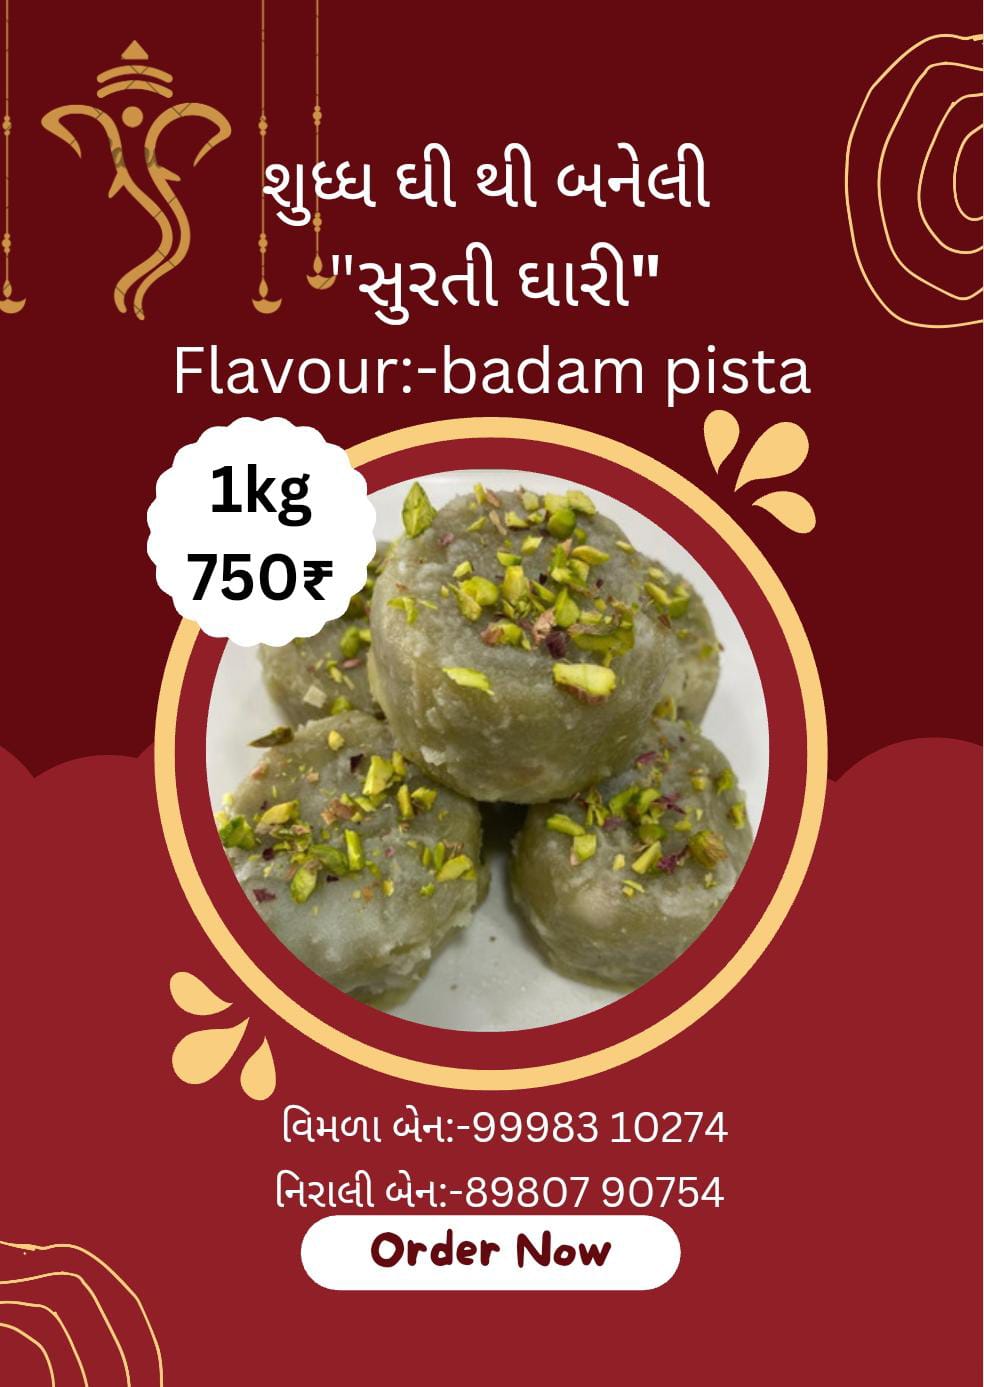 શુધ્ધ ઘી થી બનેલી
"સુરતી ઘારી"
Flavour:-badam pista
1kg
750₹
વિમળા બેન:-99983 10274
નિરાલી બેન:-89807 90754
Order Now